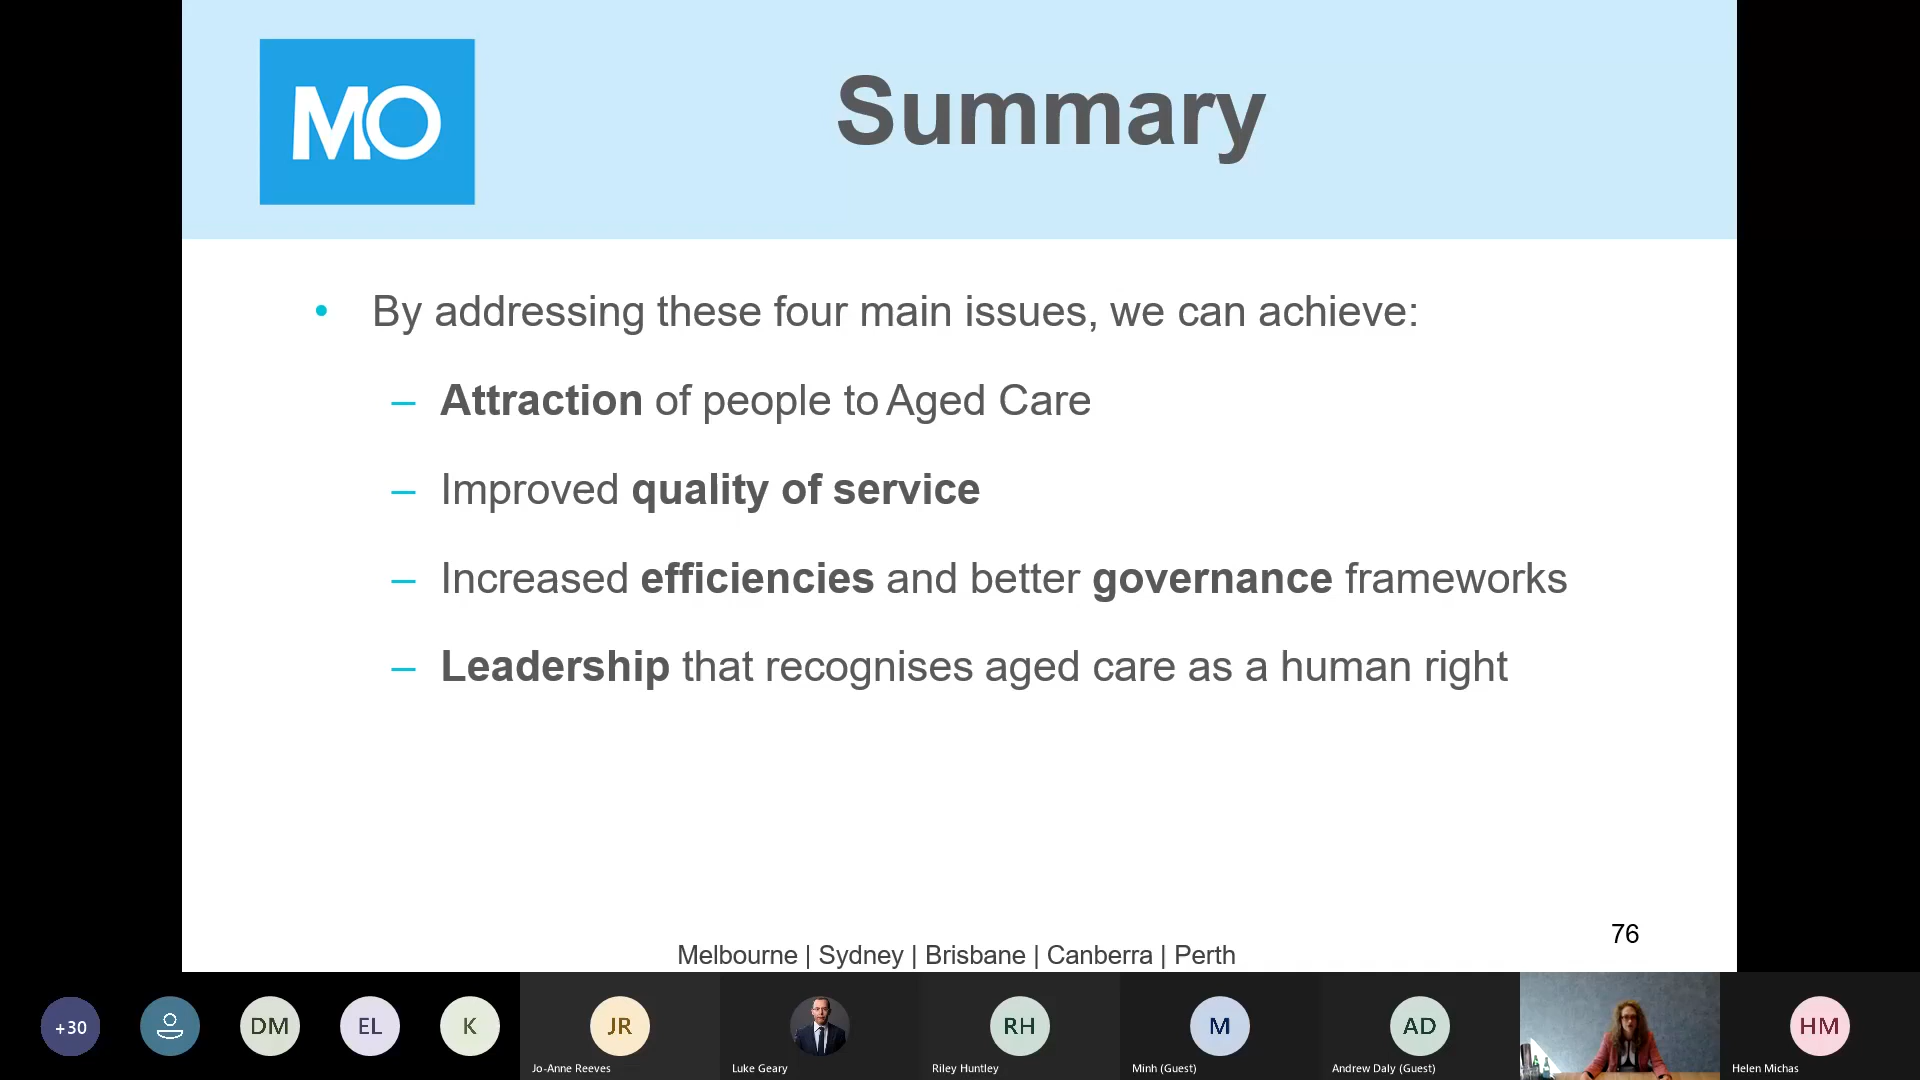 MO
Summary
• By addressing these four main issues, we can achieve:
– Attraction of people to Aged Care
– Improved quality of service
– Increased efficiencies and better governance frameworks
– Leadership that recognises aged care as a human right
76
Melbourne | Sydney | Brisbane | Canberra | Perth
+30
DM
EL
K
JR
RH
M
AD
HM
Jo-Anne Reeves
Luke Geary
Riley Huntley
Minh (Guest)
Andrew Daly (Guest)
Helen Michas